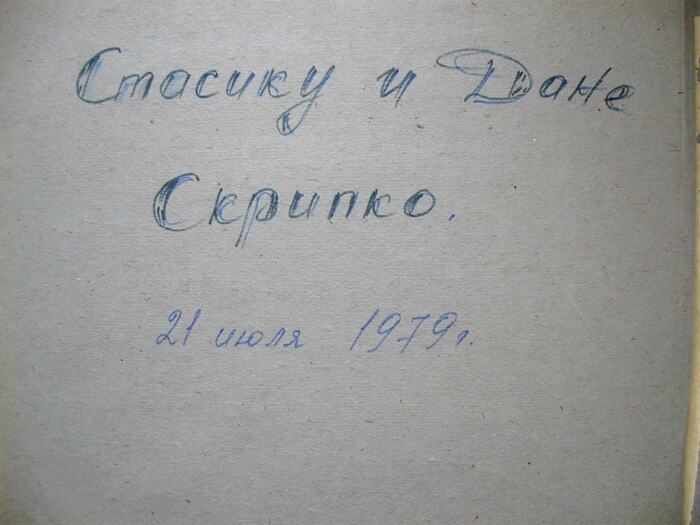 Стасику и Дане
Скрипко.
21 июля 1979г.